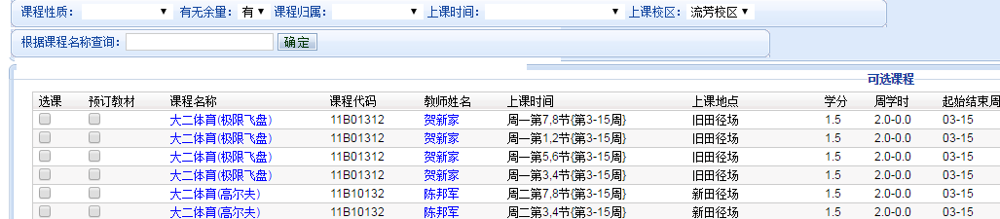 课程性质： 有无余量： 有 课程归属： 上课时间： 上课校区： 流芳校区
根据课程名称查询： 确定
可选课程
选课 预订教材 课程名称 课程代码 教师姓名 上课时间 上课地点 学分 周学时 起始结束周
大二体育(极限飞盘) 11B01312 贺新家 周一第7,8节{第3-15周} 旧田径场 1.5 2.0-0.0 03-15
大二体育(极限飞盘) 11B01312 贺新家 周一第1,2节{第3-15周} 旧田径场 1.5 2.0-0.0 03-15
大二体育(极限飞盘) 11B01312 贺新家 周一第5,6节{第3-15周} 旧田径场 1.5 2.0-0.0 03-15
大二体育(极限飞盘) 11B01312 贺新家 周一第3,4节{第3-15周} 旧田径场 1.5 2.0-0.0 03-15
大二体育(高尔夫) 11B10132 陈邦军 周二第7,8节{第3-15周} 新田径场 1.5 2.0-0.0 03-15
大二体育(高尔夫) 11B10132 陈邦军 周二第3,4节{第3-15周} 新田径场 1.5 2.0-0.0 03-15